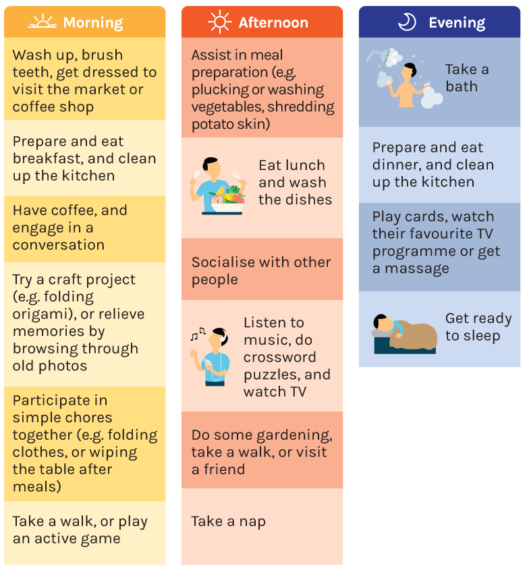 Morning
Wash up, brush
teeth, get dressed to
visit the market or
coffee shop
Prepare and eat
breakfast, and clean
up the kitchen
Have coffee, and
engage in a
conversation
Try a craft project
(e.g. folding
origami), or relieve
memories by
browsing through
old photos
Participate in
simple chores
together (e.g. folding
clothes, or wiping
the table after
meals)
Take a walk, or play
an active game
Afternoon
Assist in meal
preparation (e.g.
plucking or washing
vegetables, shredding
potato skin)
Eat lunch
and wash
the dishes
Socialise with other
people
Listen to
music, do
crossword
puzzles, and
watch TV
Do some gardening,
take a walk, or visit
a friend
Take a nap
Evening
Take a
bath
Prepare and eat
dinner, and clean
up the kitchen
Play cards, watch
their favourite TV
programme or get
a massage
Get ready
to sleep